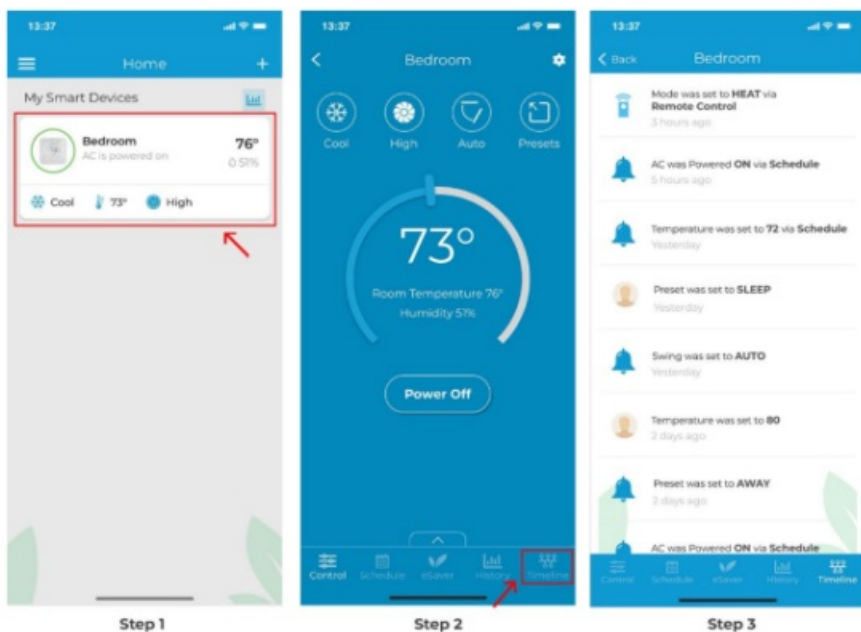 13:37
Home
+
My Smart Devices
Bedroom
76°
AC is powered on
51%
Cool
73°
High
Step 1
13:37
Bedroom
Cool
High
Auto
Presets
73°
Room Temperature 76°
Humidity 51%
Power Off
Control
Schedule
eSaver
History
Timeline
Step 2
13:37
Back
Bedroom
Mode was set to HEAT via
Remote Control
3 hours ago
AC was Powered ON via Schedule
5 hours ago
Temperature was set to 72 via Schedule
Yesterday
Preset was set to SLEEP
Yesterday
Swing was set to AUTO
Yesterday
Temperature was set to 80
2 days ago
Preset was set to AWAY
2 days ago
AC was Powered ON via Schedule
Control
Schedule
eSaver
History
Timeline
Step 3